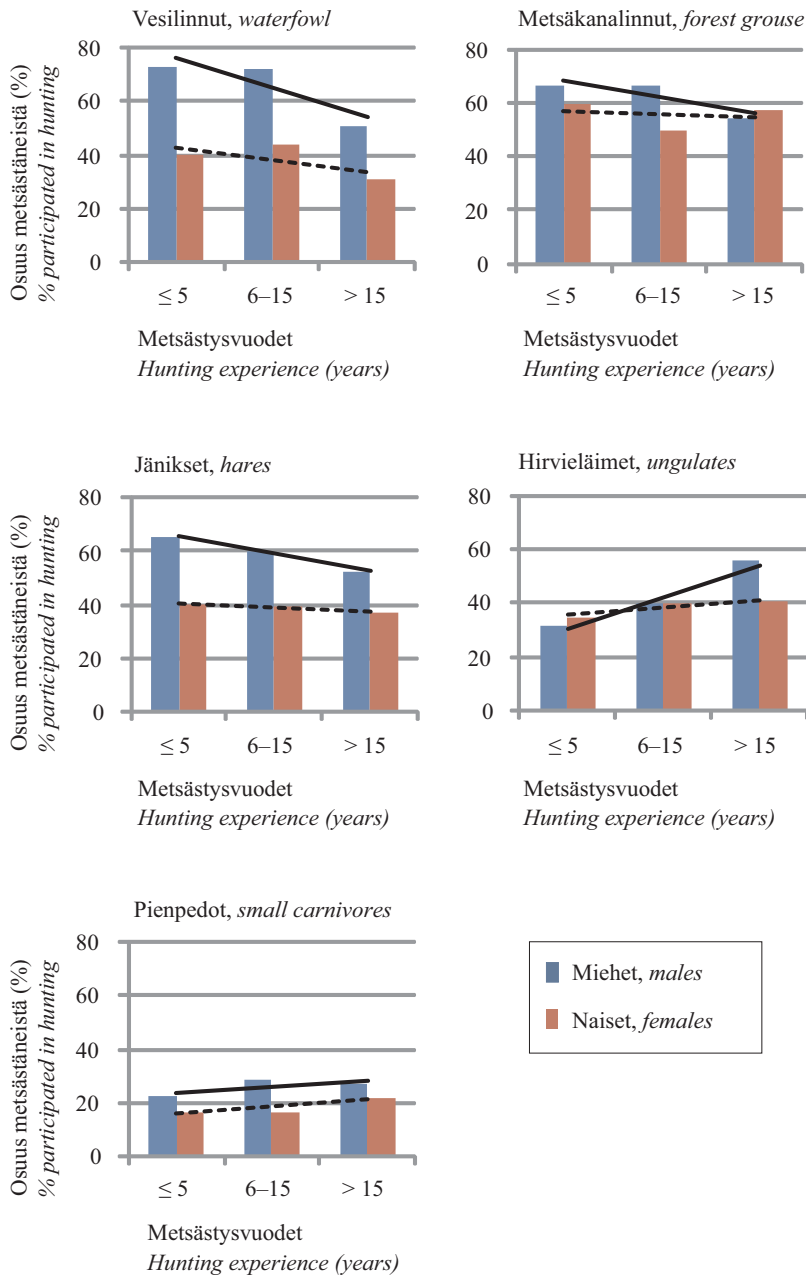 Vesilinnut, waterfowl
Osuus metsästäneistä (%)
% participated in hunting
80
60
40
20
0
≤ 5 6–15 > 15
Metsästysvuodet
Hunting experience (years)
Metsäkanalinnut, forest grouse
80
60
40
20
0
≤ 5 6–15 > 15
Metsästysvuodet
Hunting experience (years)
Jänikset, hares
Osuus metsästäneistä (%)
% participated in hunting
80
60
40
20
0
≤ 5 6–15 > 15
Metsästysvuodet
Hunting experience (years)
Hirvieläimet, ungulates
80
60
40
20
0
≤ 5 6–15 > 15
Metsästysvuodet
Hunting experience (years)
Pienpedot, small carnivores
Osuus metsästäneistä (%)
% participated in hunting
80
60
40
20
0
≤ 5 6–15 > 15
Metsästysvuodet
Hunting experience (years)
Miehet, males
Naiset, females